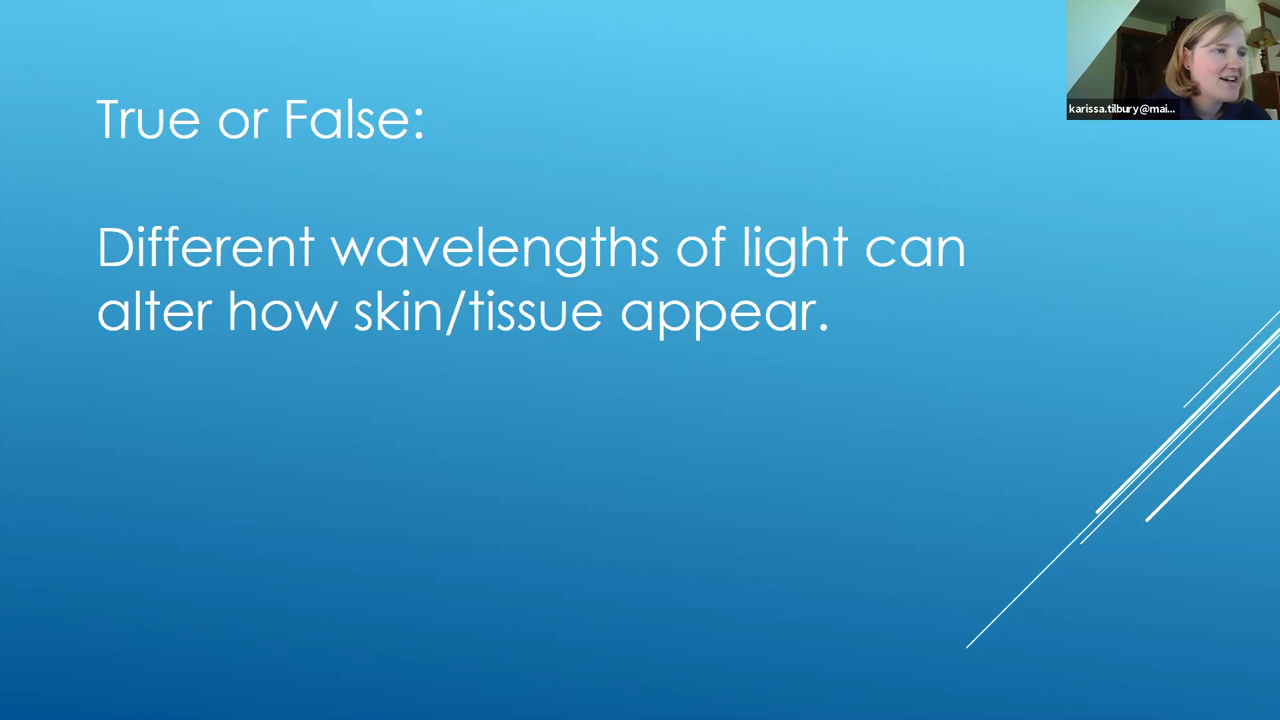 True or False:
Different wavelengths of light can
alter how skin/tissue appear.
karissa.tilbury@mai...